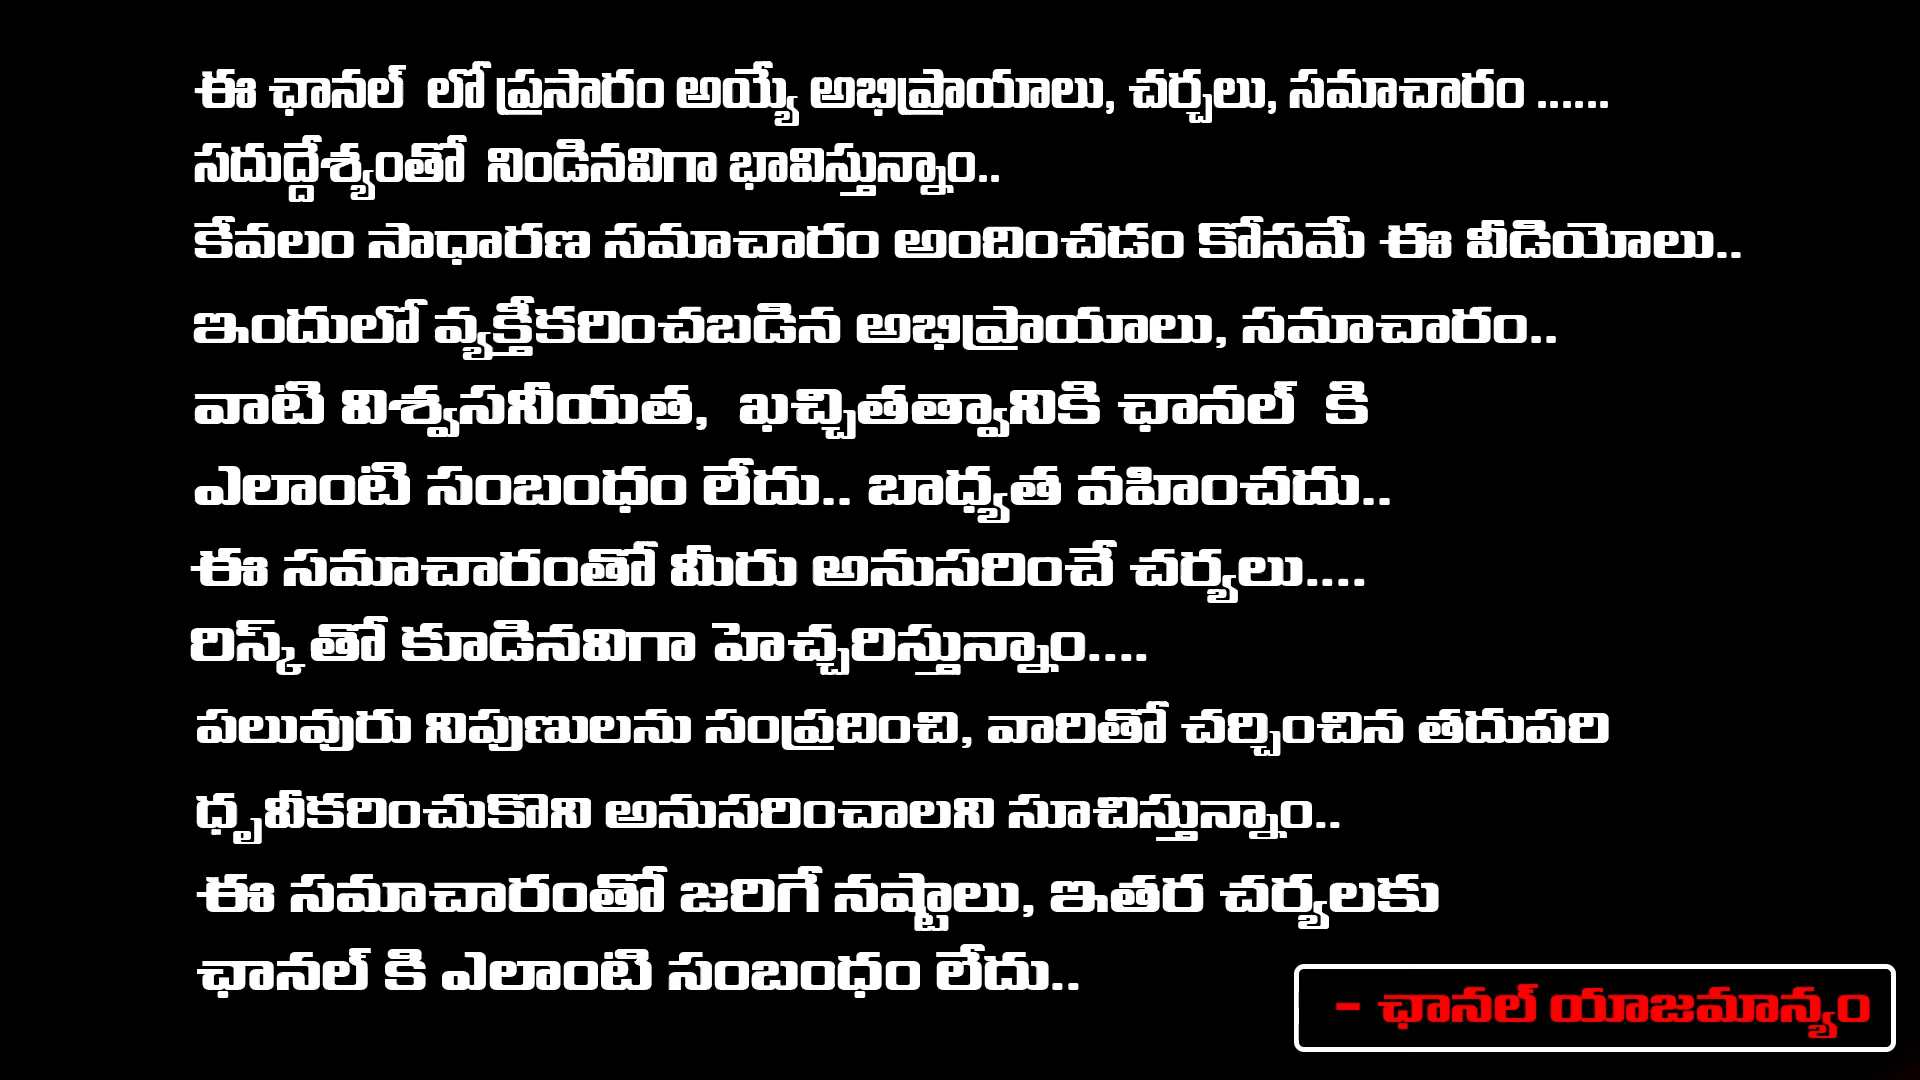 ఈ ఛానల్ లో ప్రసారం అయ్యే అభిప్రాయాలు, చర్చలు, సమాచారం ......
సదుద్దేశ్యంతో నిండినవిగా భావిస్తున్నాం..
కేవలం సాధారణ సమాచారం అందించడం కోసమే ఈ వీడియోలు..
ఇందులో వ్యక్తీకరించబడిన అభిప్రాయాలు, సమాచారం..
వాటి విశ్వసనీయత, ఖచ్చితత్వానికి ఛానల్ కి
ఎలాంటి సంబంధం లేదు.. బాధ్యత వహించదు..
ఈ సమాచారంతో మీరు అనుసరించే చర్యలు....
రిస్క్ తో కూడినవిగా హెచ్చరిస్తున్నాం....
పలువురు నిపుణులను సంప్రదించి, వారితో చర్చించిన తదుపరి
ధృవీకరించుకొని అనుసరించాలని సూచిస్తున్నాం..
ఈ సమాచారంతో జరిగే నష్టాలు, ఇతర చర్యలకు
ఛానల్ కి ఎలాంటి సంబంధం లేదు..
- ఛానల్ యాజమాన్యం